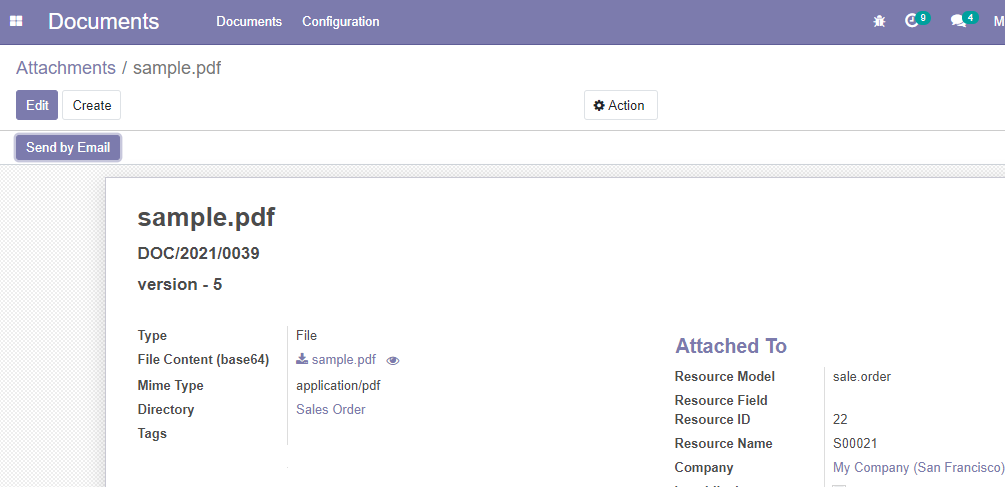 Documents Documents Configuration 9 4 M
Attachments / sample.pdf
Edit Create Action
Send by Email
sample.pdf
DOC/2021/0039
version - 5
Type File
File Content (base64) sample.pdf
Mime Type application/pdf
Directory Sales Order
Tags
Attached To
Resource Model sale.order
Resource Field
Resource ID 22
Resource Name S00021
Company My Company (San Francisco)